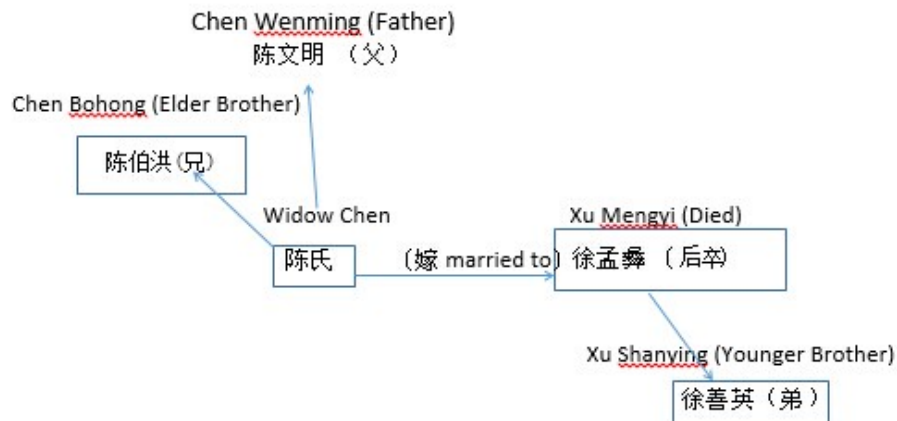 Chen Wenming (Father)
陈文明 （父）
Chen Bohong (Elder Brother)
陈伯洪(兄)
Widow Chen
Xu Mengyi (Died)
陈氏
（嫁 married to）
徐孟彝 （后卒)
Xu Shanying (Younger Brother)
徐善英（弟）